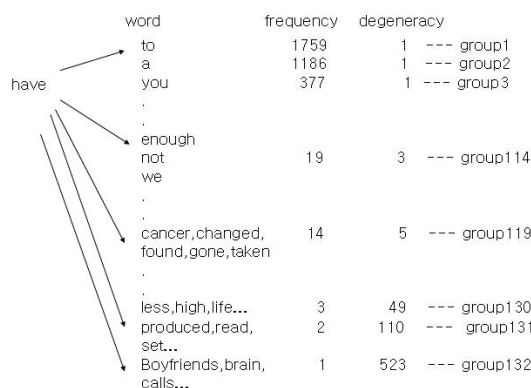 word frequency degeneracy
to 1759 1 --- group1
a 1186 1 --- group2
have
you 377 1 --- group3
.
.
enough
not 19 3 --- group114
we
.
.
cancer,changed, 14 5 --- group119
found,gone,taken
.
.
less,high,life... 3 49 --- group130
produced,read, 2 110 --- group131
set...
Boyfriends,brain, 1 523 --- group132
calls...